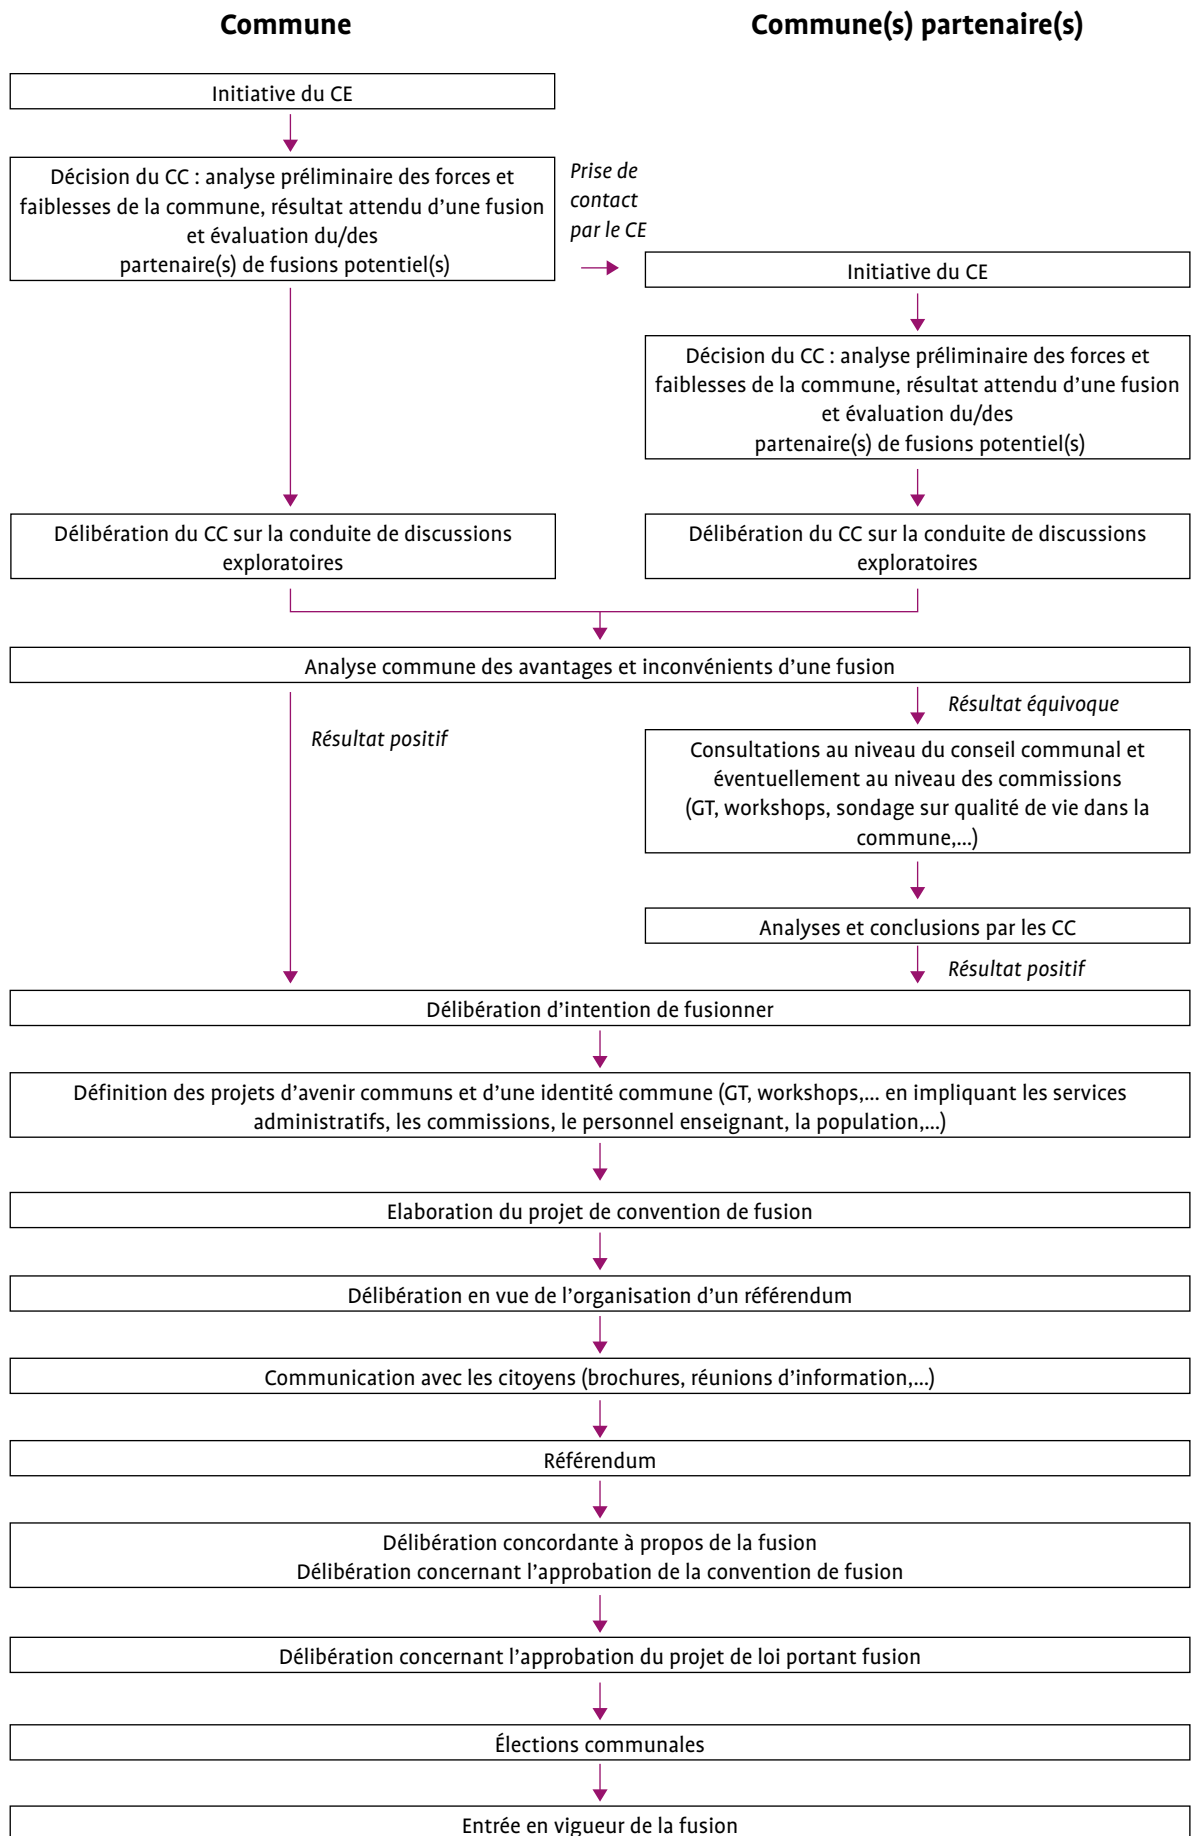 Commune
Commune(s) partenaire(s)
Initiative du CE
Décision du CC : analyse préliminaire des forces et
faiblesses de la commune, résultat attendu d’une fusion
et évaluation du/des
partenaire(s) de fusions potentiel(s)
Prise de
contact
par le CE
Initiative du CE
Décision du CC : analyse préliminaire des forces et
faiblesses de la commune, résultat attendu d’une fusion
et évaluation du/des
partenaire(s) de fusions potentiel(s)
Délibération du CC sur la conduite de discussions
exploratoires
Délibération du CC sur la conduite de discussions
exploratoires
Analyse commune des avantages et inconvénients d’une fusion
Résultat positif
Résultat équivoque
Consultations au niveau du conseil communal et
éventuellement au niveau des commissions
(GT, workshops, sondage sur qualité de vie dans la
commune,...)
Analyses et conclusions par les CC
Résultat positif
Délibération d’intention de fusionner
Définition des projets d’avenir communs et d’une identité commune (GT, workshops,... en impliquant les services
administratifs, les commissions, le personnel enseignant, la population,...)
Elaboration du projet de convention de fusion
Délibération en vue de l’organisation d’un référendum
Communication avec les citoyens (brochures, réunions d’information,...)
Référendum
Délibération concordante à propos de la fusion
Délibération concernant l’approbation de la convention de fusion
Délibération concernant l’approbation du projet de loi portant fusion
Élections communales
Entrée en vigueur de la fusion